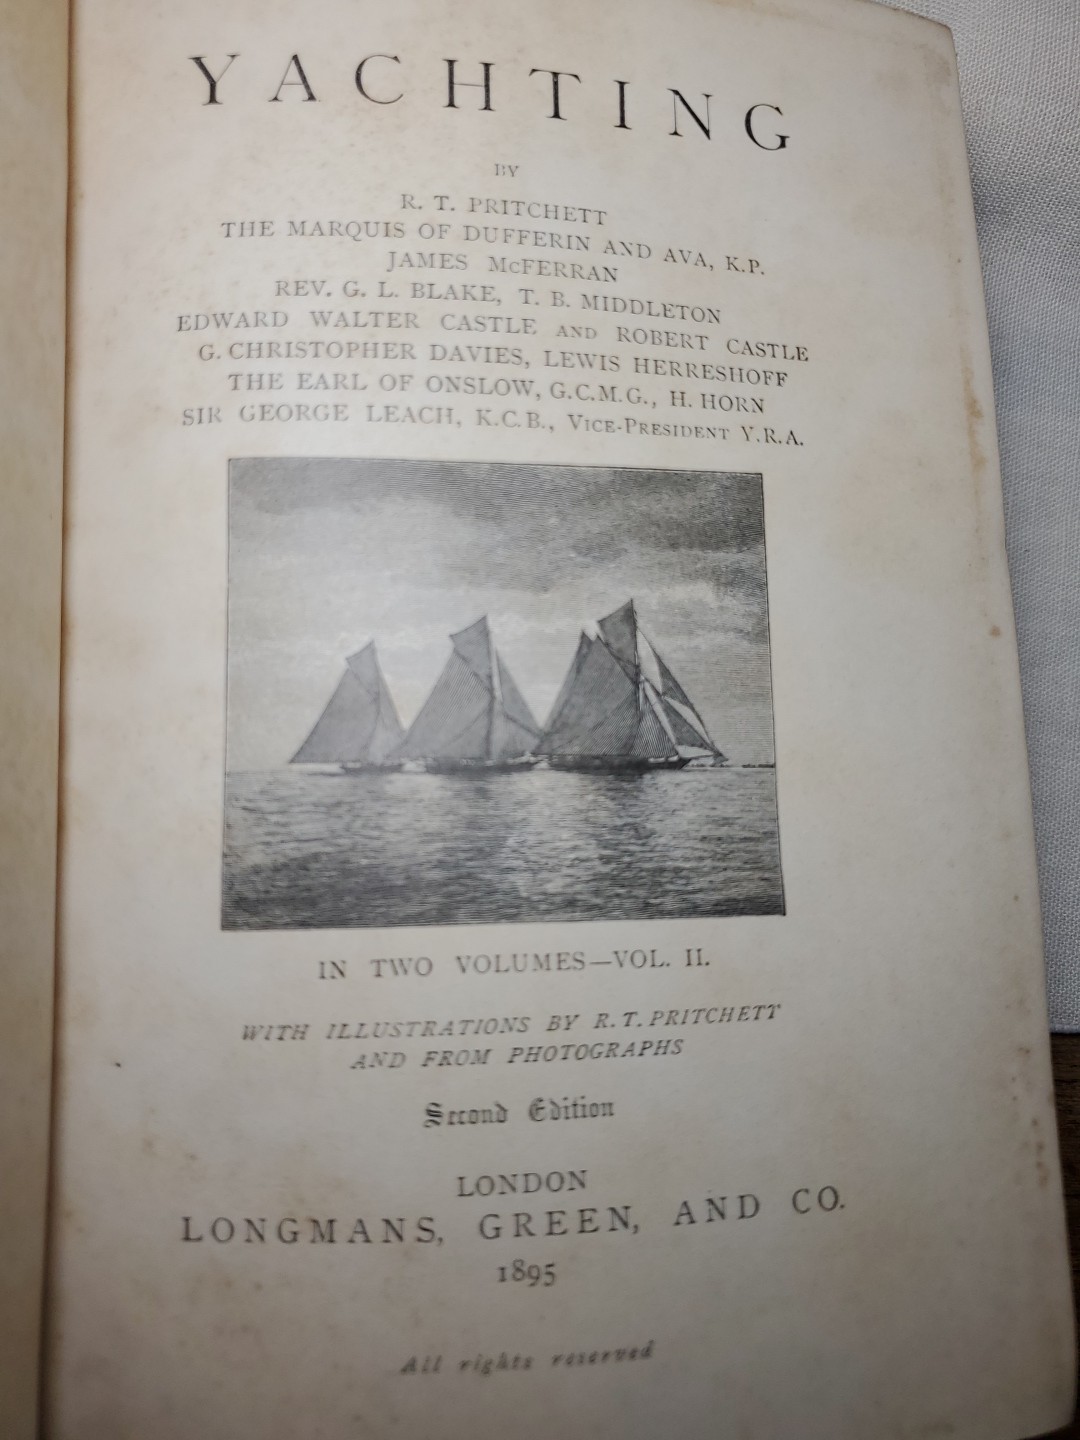 YACHTING
BY
R. T. PRITCHETT
THE MARQUIS OF DUFFERIN AND AVA, K.P.
JAMES McFERRAN
REV. G. L. BLAKE, T. B. MIDDLETON
EDWARD WALTER CASTLE AND ROBERT CASTLE
G. CHRISTOPHER DAVIES, LEWIS HERRESHOFF
THE EARL OF ONSLOW, G.C.M.G., H. HORN
SIR GEORGE LEACH, K.C.B., VICE-PRESIDENT Y.R.A.
IN TWO VOLUMES—VOL. II.
WITH ILLUSTRATIONS BY R. T. PRITCHETT
AND FROM PHOTOGRAPHS
Second Edition
LONDON
LONGMANS, GREEN, AND CO.
1895
All rights reserved